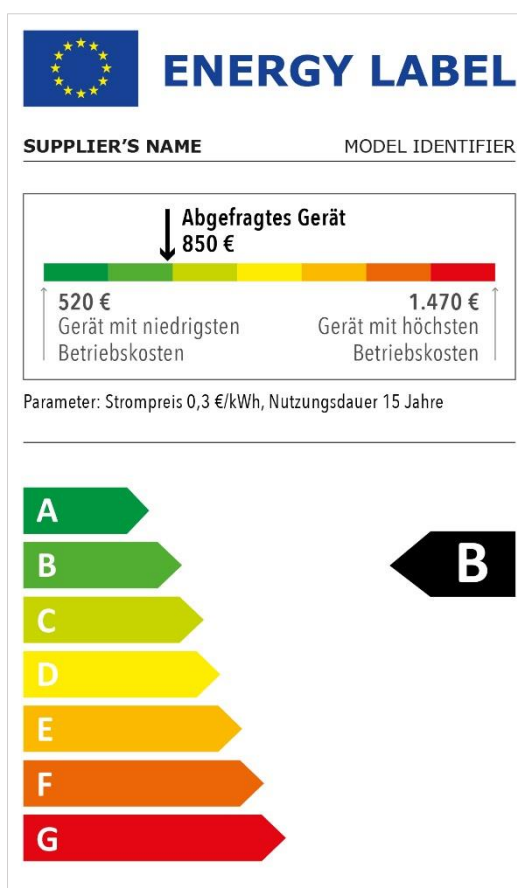 ENERGY LABEL
SUPPLIER'S NAME MODEL IDENTIFIER
Abgefragtes Gerät
850 €
520 € 1.470 €
Gerät mit niedrigsten Gerät mit höchsten
Betriebskosten Betriebskosten
Parameter: Strompreis 0,3 €/kWh, Nutzungsdauer 15 Jahre
A
B B
C
D
E
F
G